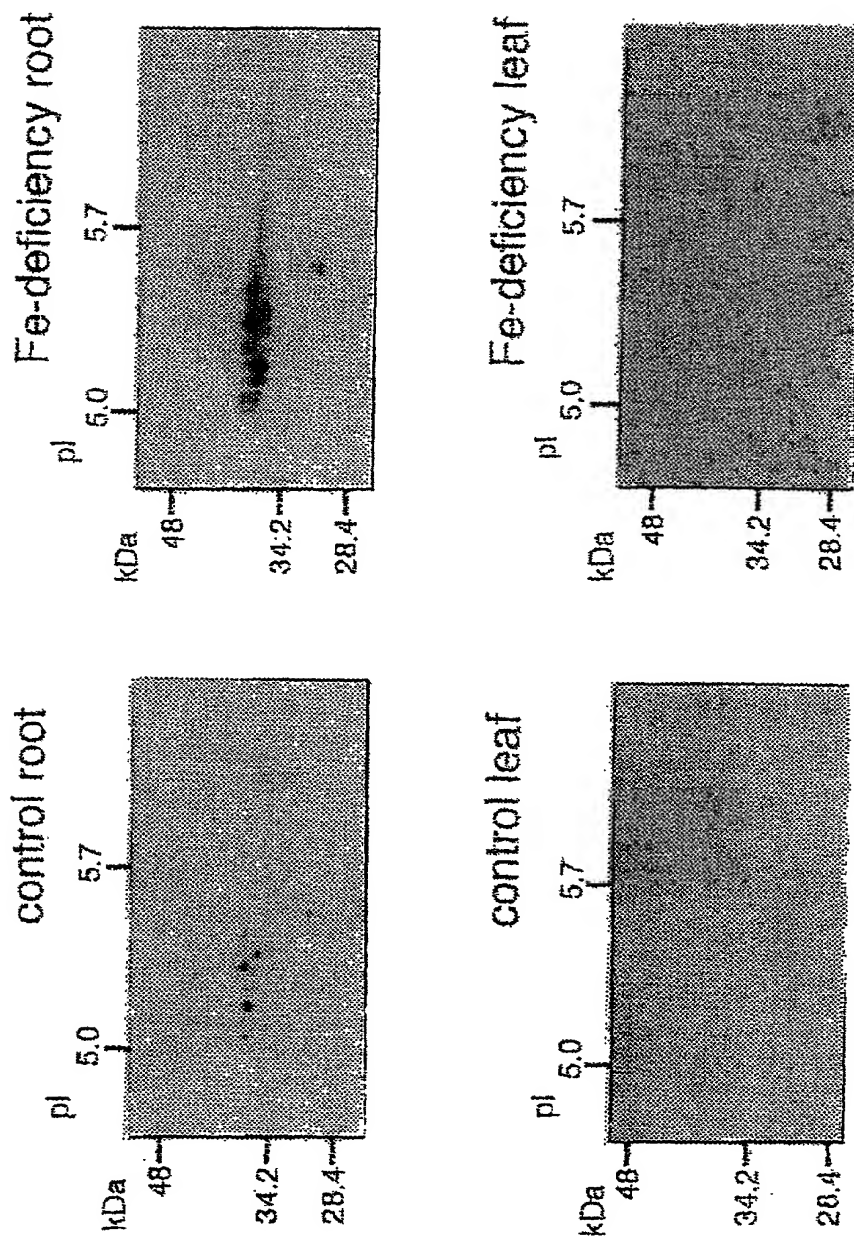 control root
pI 5.0 5.7
kDa
48
34.2
28.4
Fe-deficiency root
pI 5.0 5.7
kDa
48
34.2
28.4
control leaf
pI 5.0 5.7
kDa
48
34.2
28.4
Fe-deficiency leaf
pI 5.0 5.7
kDa
48
34.2
28.4